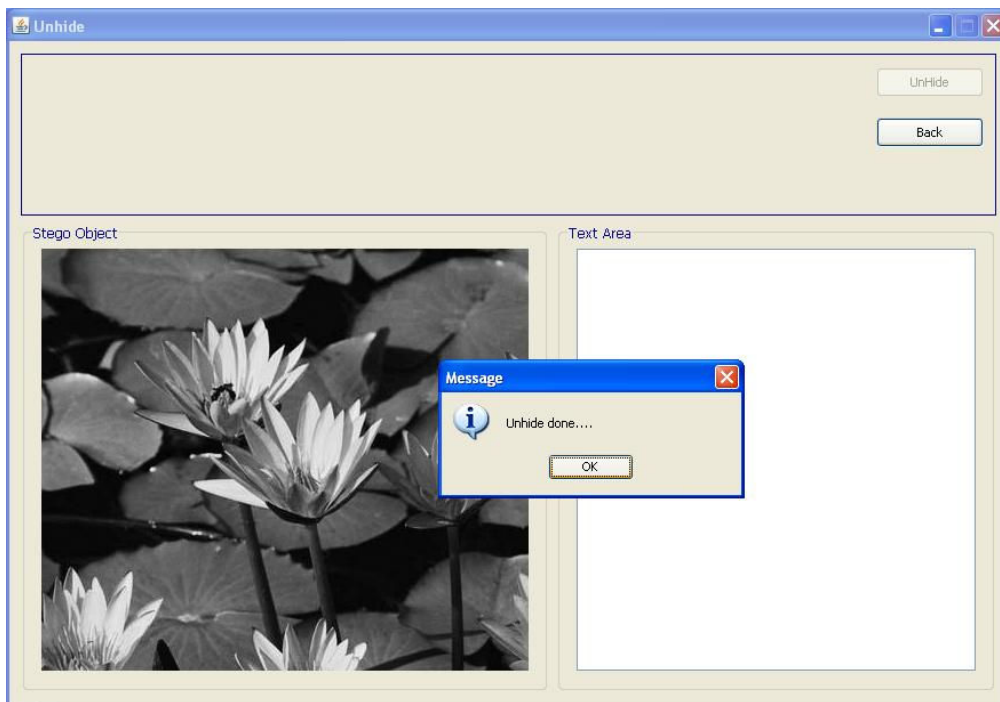 Unhide
UnHide
Back
Stego Object
Text Area
Message
Unhide done....
OK